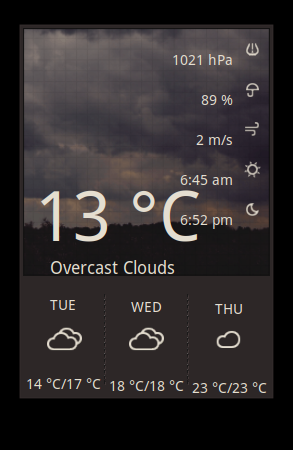 1021 hPa
89 %
2 m/s
6:45 am
13 °C
6:52 pm
Overcast Clouds
TUE WED THU
14 °C/17 °C 18 °C/18 °C 23 °C/23 °C